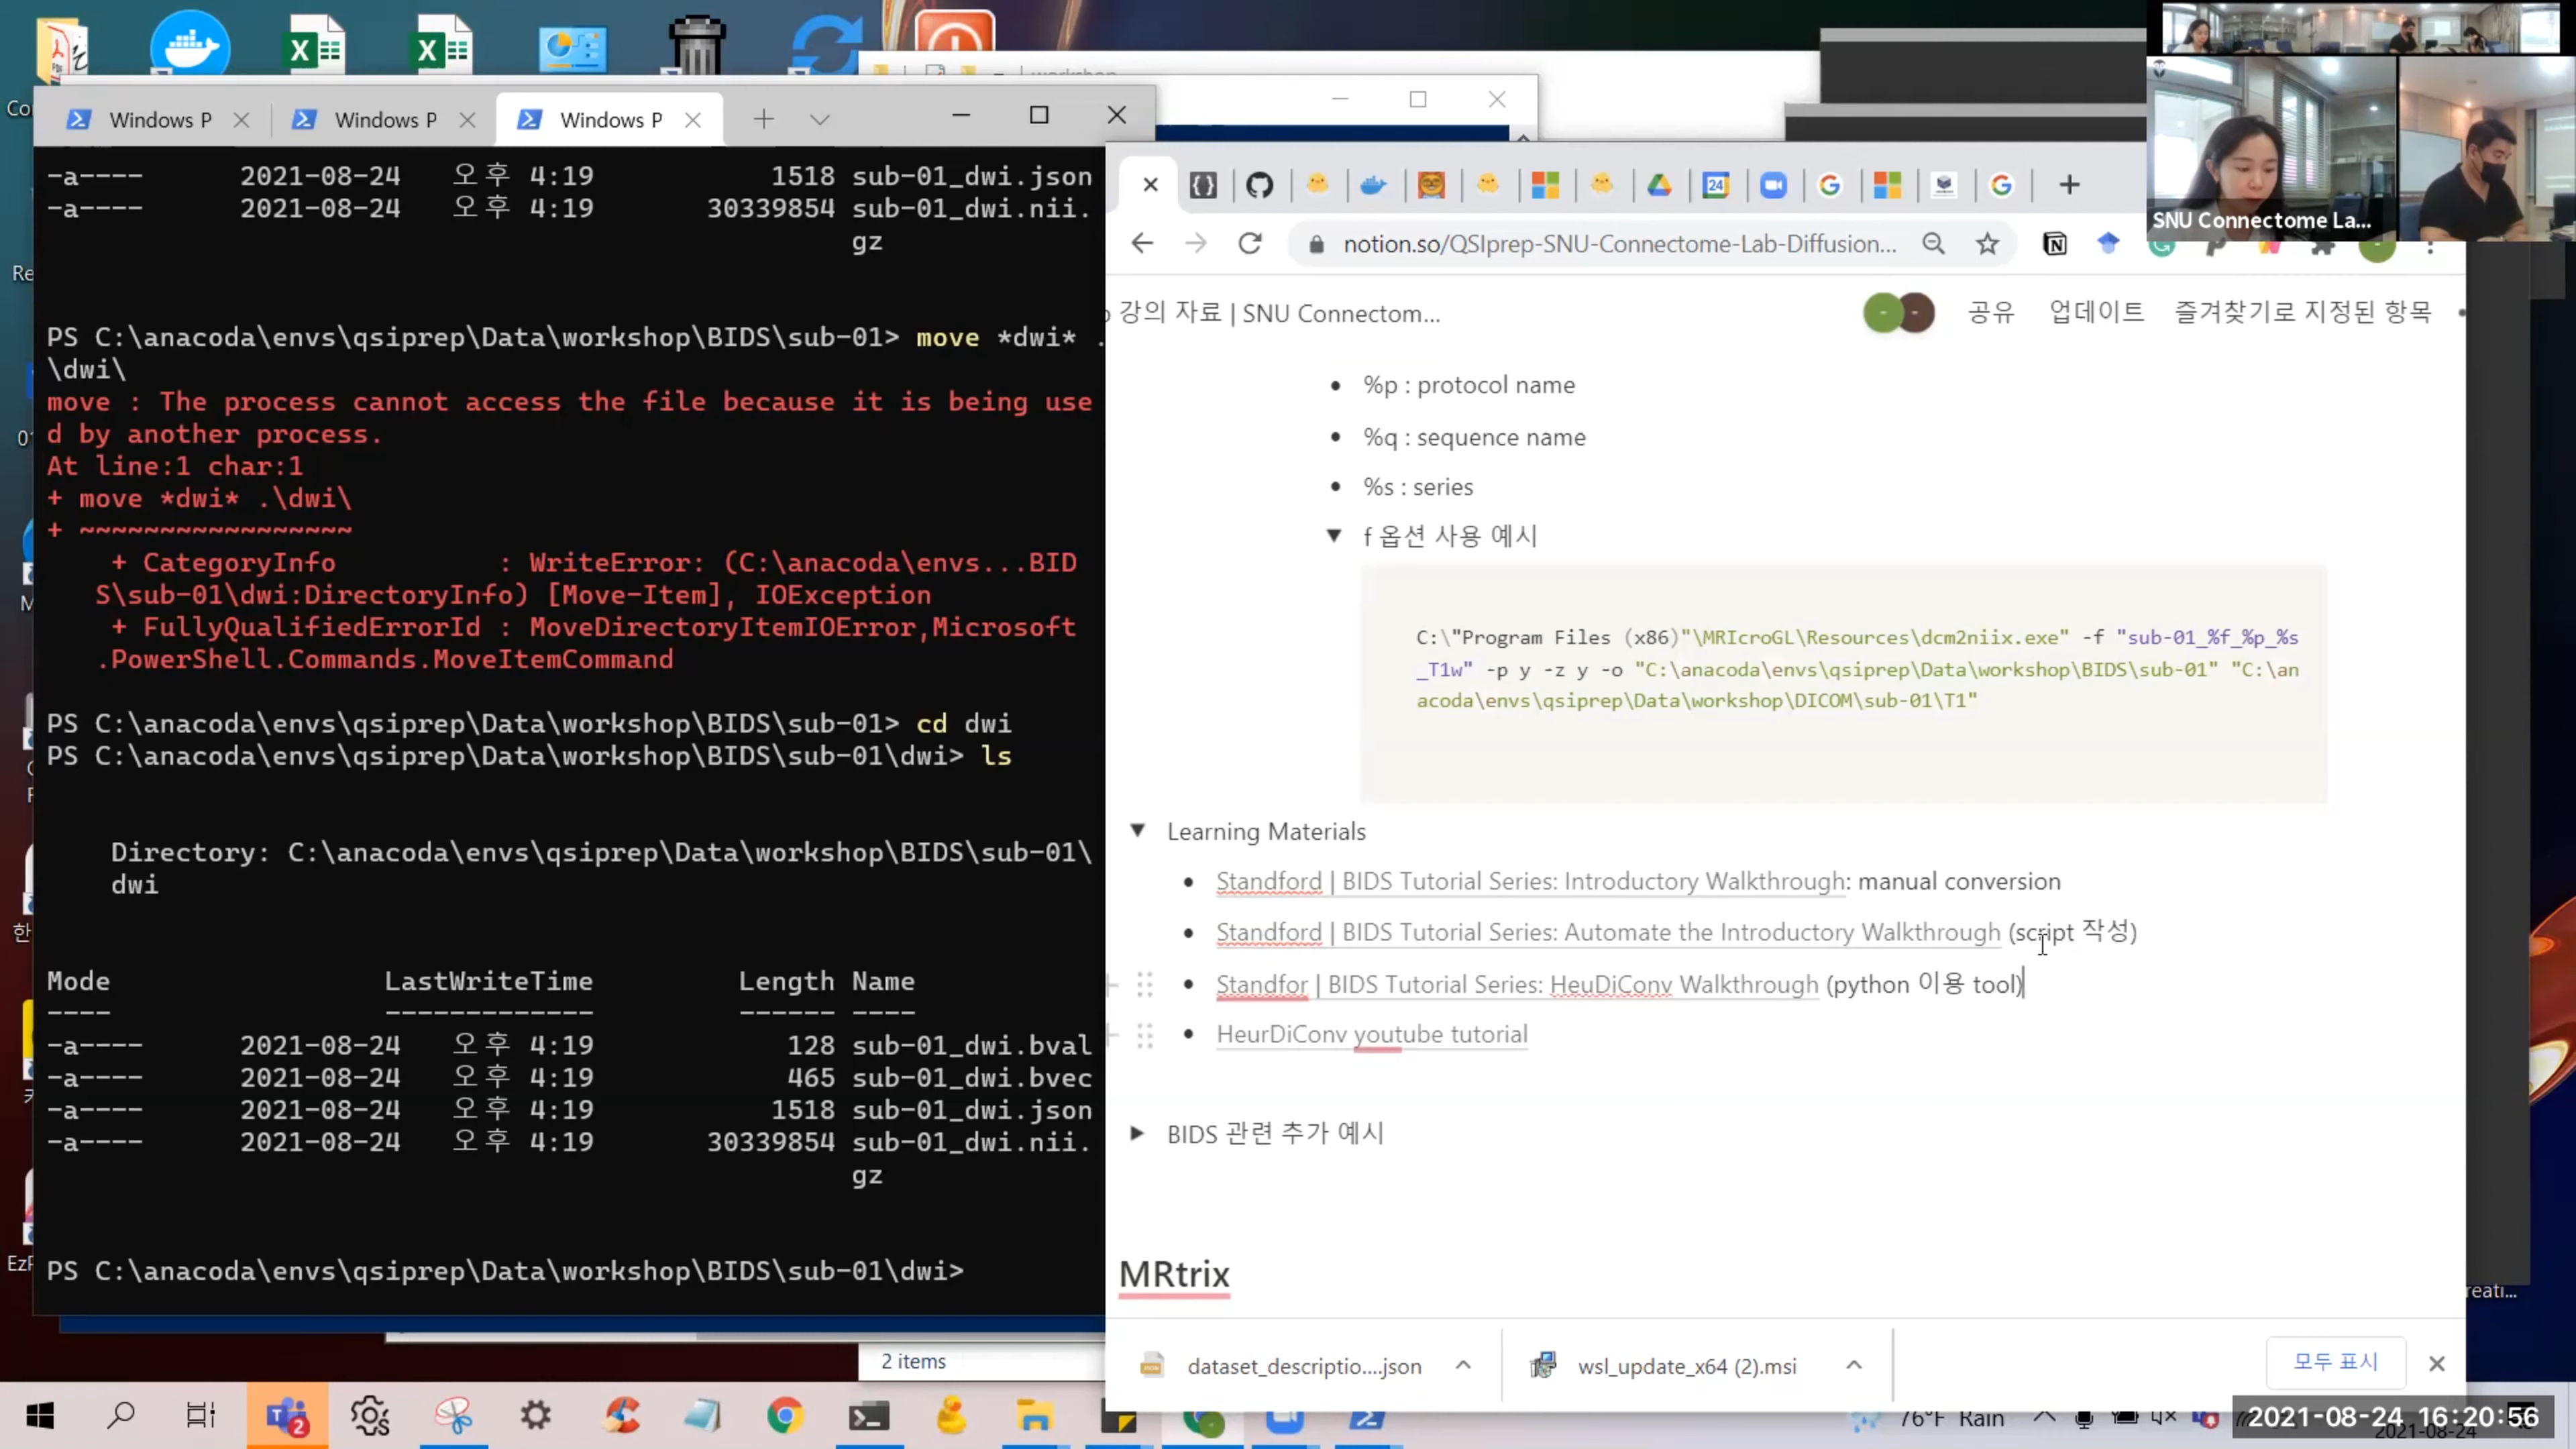 Windows P
Windows P
Windows P
-a---- 2021-08-24 오후 4:19 1518 sub-01_dwi.json
-a---- 2021-08-24 오후 4:19 30339854 sub-01_dwi.nii.
gz
PS C:\anacoda\envs\qsiprep\Data\workshop\BIDS\sub-01> move *dwi* .
\dwi\
move : The process cannot access the file because it is being use
d by another process.
At line:1 char:1
+ move *dwi* .\dwi\
+ ~~~~~~~~~~~~~~~~~
+ CategoryInfo : WriteError: (C:\anacoda\envs...BID
S\sub-01\dwi:DirectoryInfo) [Move-Item], IOException
+ FullyQualifiedErrorId : MoveDirectoryItemIOError,Microsoft
.PowerShell.Commands.MoveItemCommand
PS C:\anacoda\envs\qsiprep\Data\workshop\BIDS\sub-01> cd dwi
PS C:\anacoda\envs\qsiprep\Data\workshop\BIDS\sub-01\dwi> ls
Directory: C:\anacoda\envs\qsiprep\Data\workshop\BIDS\sub-01\
dwi
Mode LastWriteTime Length Name
---- ------------- ------ ----
-a---- 2021-08-24 오후 4:19 128 sub-01_dwi.bval
-a---- 2021-08-24 오후 4:19 465 sub-01_dwi.bvec
-a---- 2021-08-24 오후 4:19 1518 sub-01_dwi.json
-a---- 2021-08-24 오후 4:19 30339854 sub-01_dwi.nii.
gz
PS C:\anacoda\envs\qsiprep\Data\workshop\BIDS\sub-01\dwi>
2 items
SNU Connectome La...
notion.so/QSIprep-SNU-Connectome-Lab-Diffusion...
강의 자료 | SNU Connectom...
공유 업데이트 즐겨찾기로 지정된 항목
• %p : protocol name
• %q : sequence name
• %s : series
▼ f 옵션 사용 예시
C:\"Program Files (x86)"\MRIcroGL\Resources\dcm2niix.exe" -f "sub-01_%f_%p_%s
_T1w" -p y -z y -o "C:\anacoda\envs\qsiprep\Data\workshop\BIDS\sub-01" "C:\an
acoda\envs\qsiprep\Data\workshop\DICOM\sub-01\T1"
▼ Learning Materials
• Standford | BIDS Tutorial Series: Introductory Walkthrough: manual conversion
• Standford | BIDS Tutorial Series: Automate the Introductory Walkthrough (script 작성)
• Standfor | BIDS Tutorial Series: HeuDiConv Walkthrough (python 이용 tool)
• HeurDiConv youtube tutorial
▶ BIDS 관련 추가 예시
MRtrix
dataset_descriptio....json
wsl_update_x64 (2).msi
모두 표시
76°F Rain
2021-08-24 16:20:56